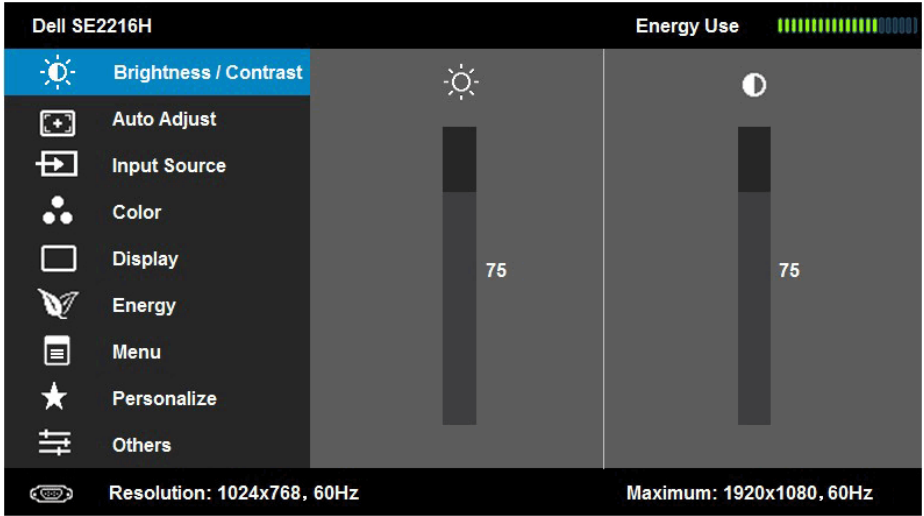 Dell SE2216H
Energy Use
Brightness / Contrast
Auto Adjust
Input Source
Color
Display
Energy
Menu
Personalize
Others
75
75
Resolution: 1024x768, 60Hz
Maximum: 1920x1080, 60Hz